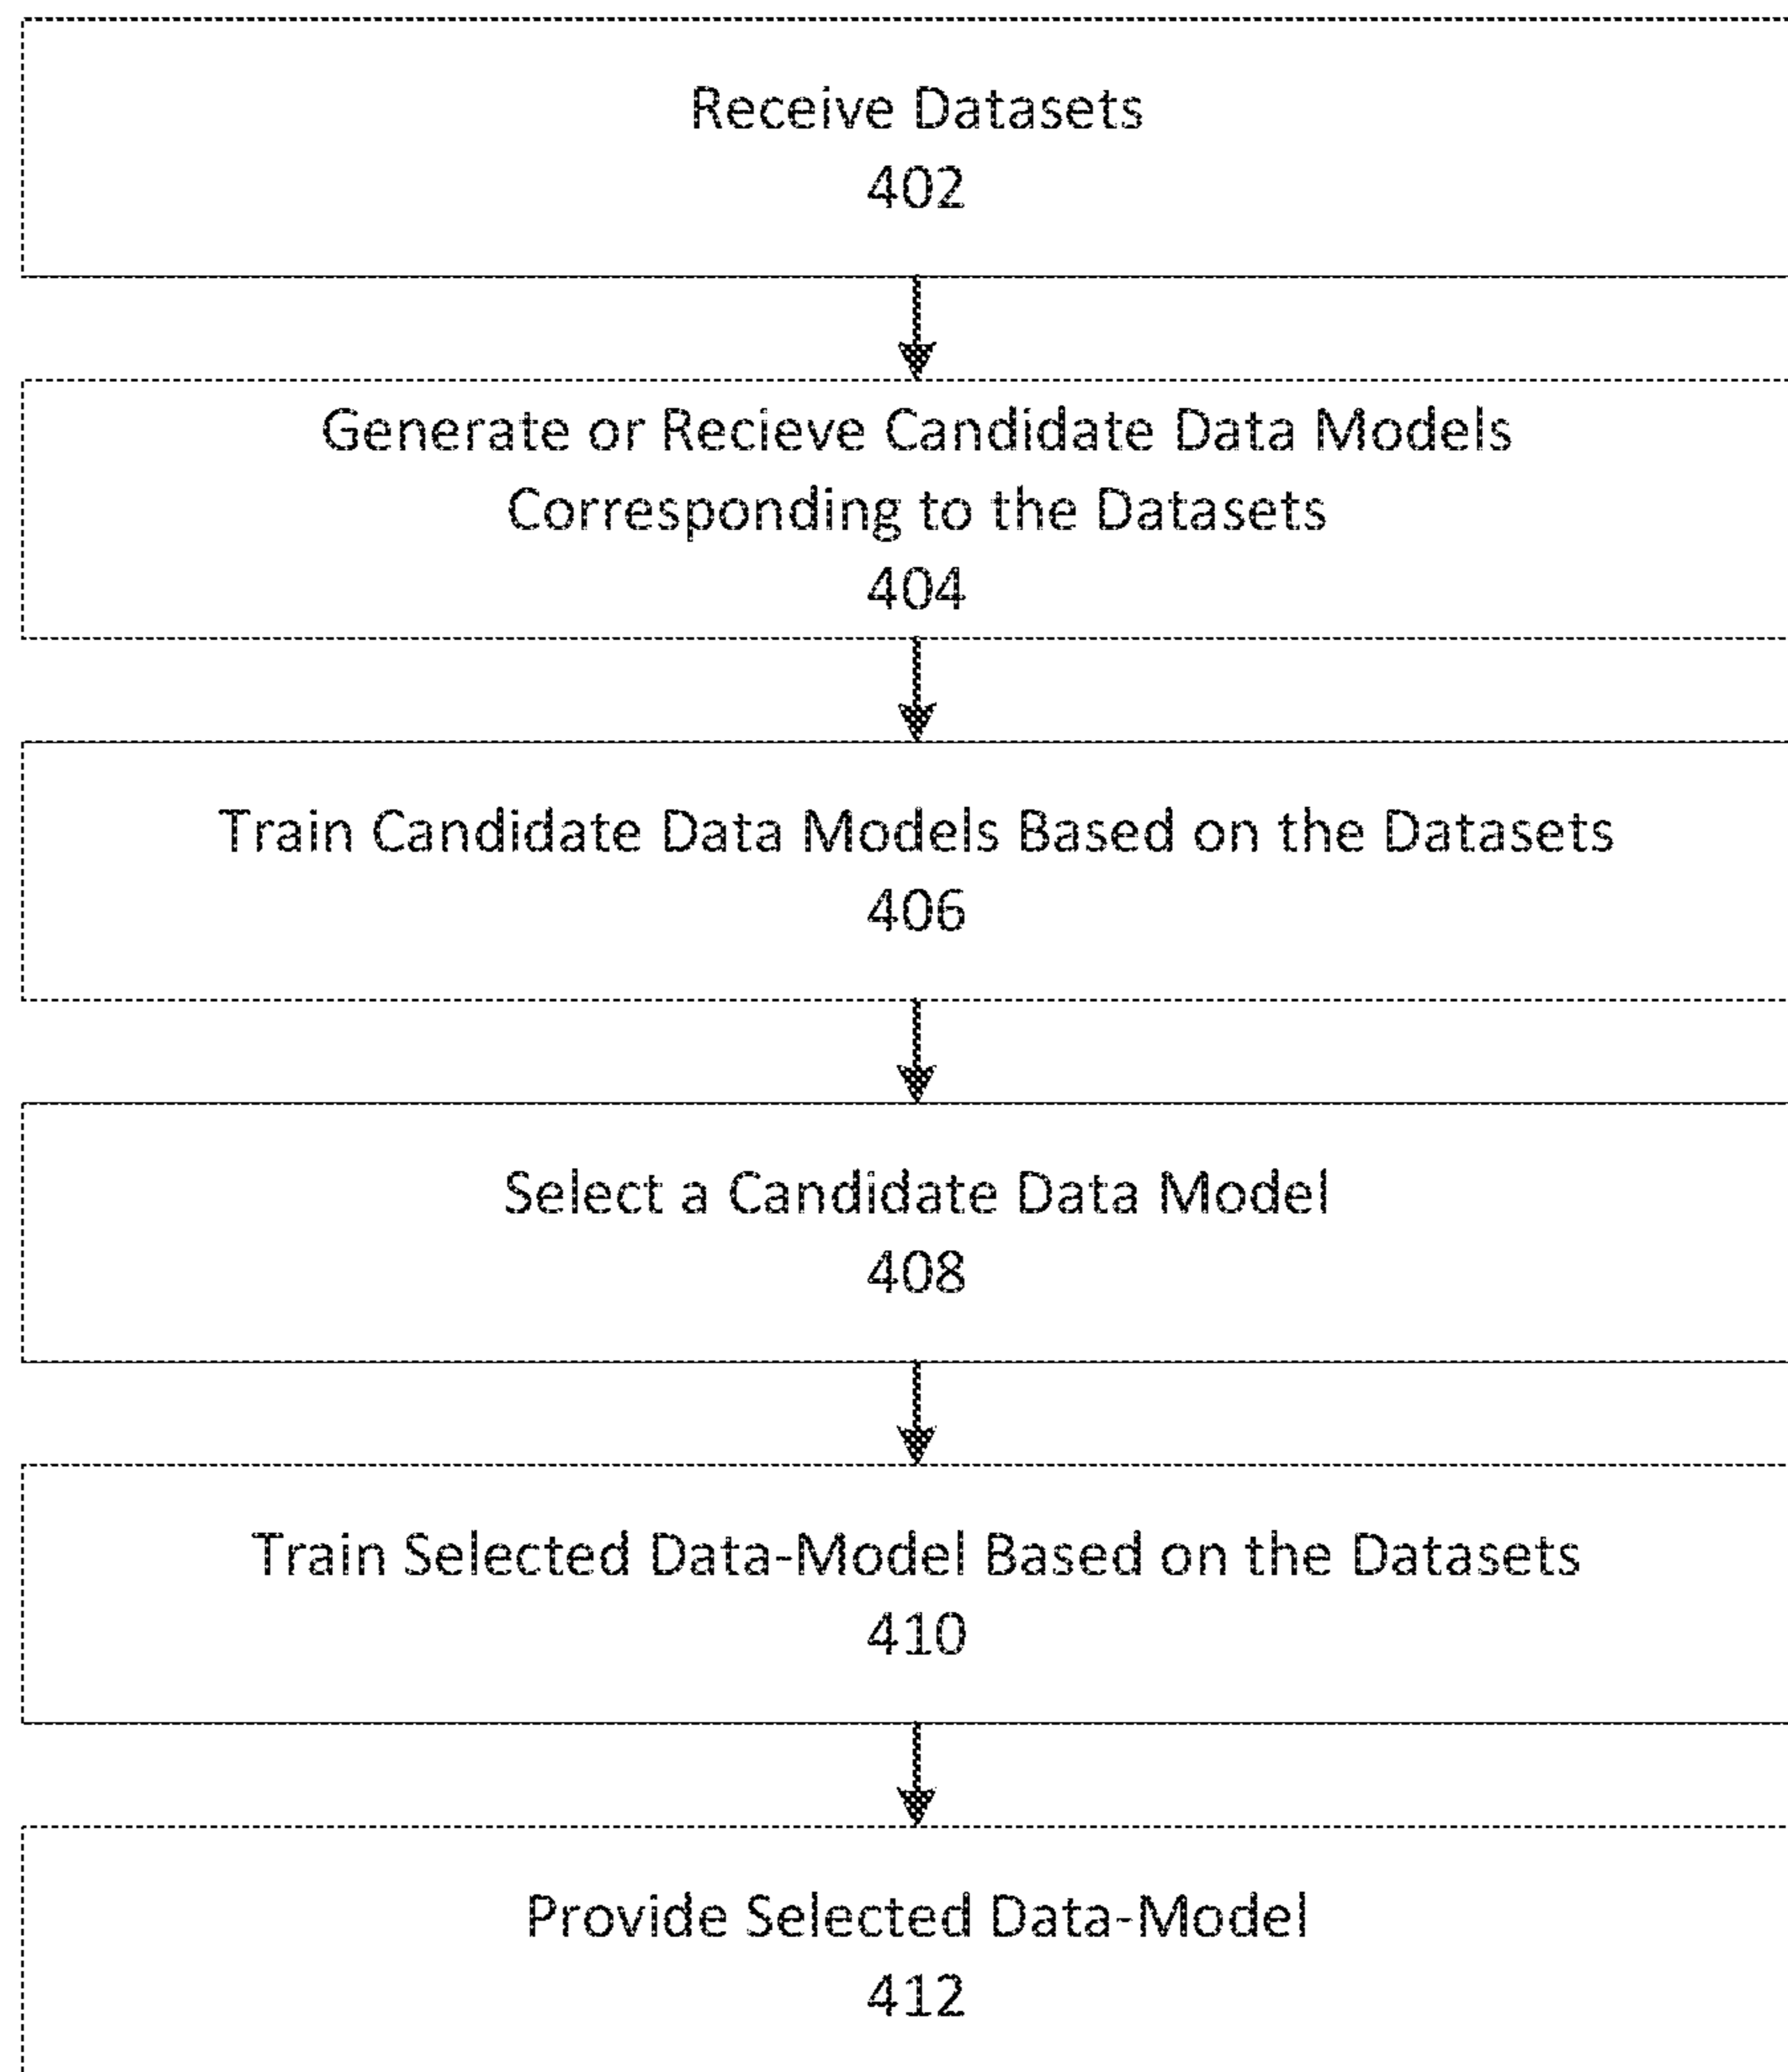 Receive Datasets
402
Generate or Recieve Candidate Data Models
Corresponding to the Datasets
404
Train Candidate Data Models Based on the Datasets
406
Select a Candidate Data Model
408
Train Selected Data-Model Based on the Datasets
410
Provide Selected Data-Model
412